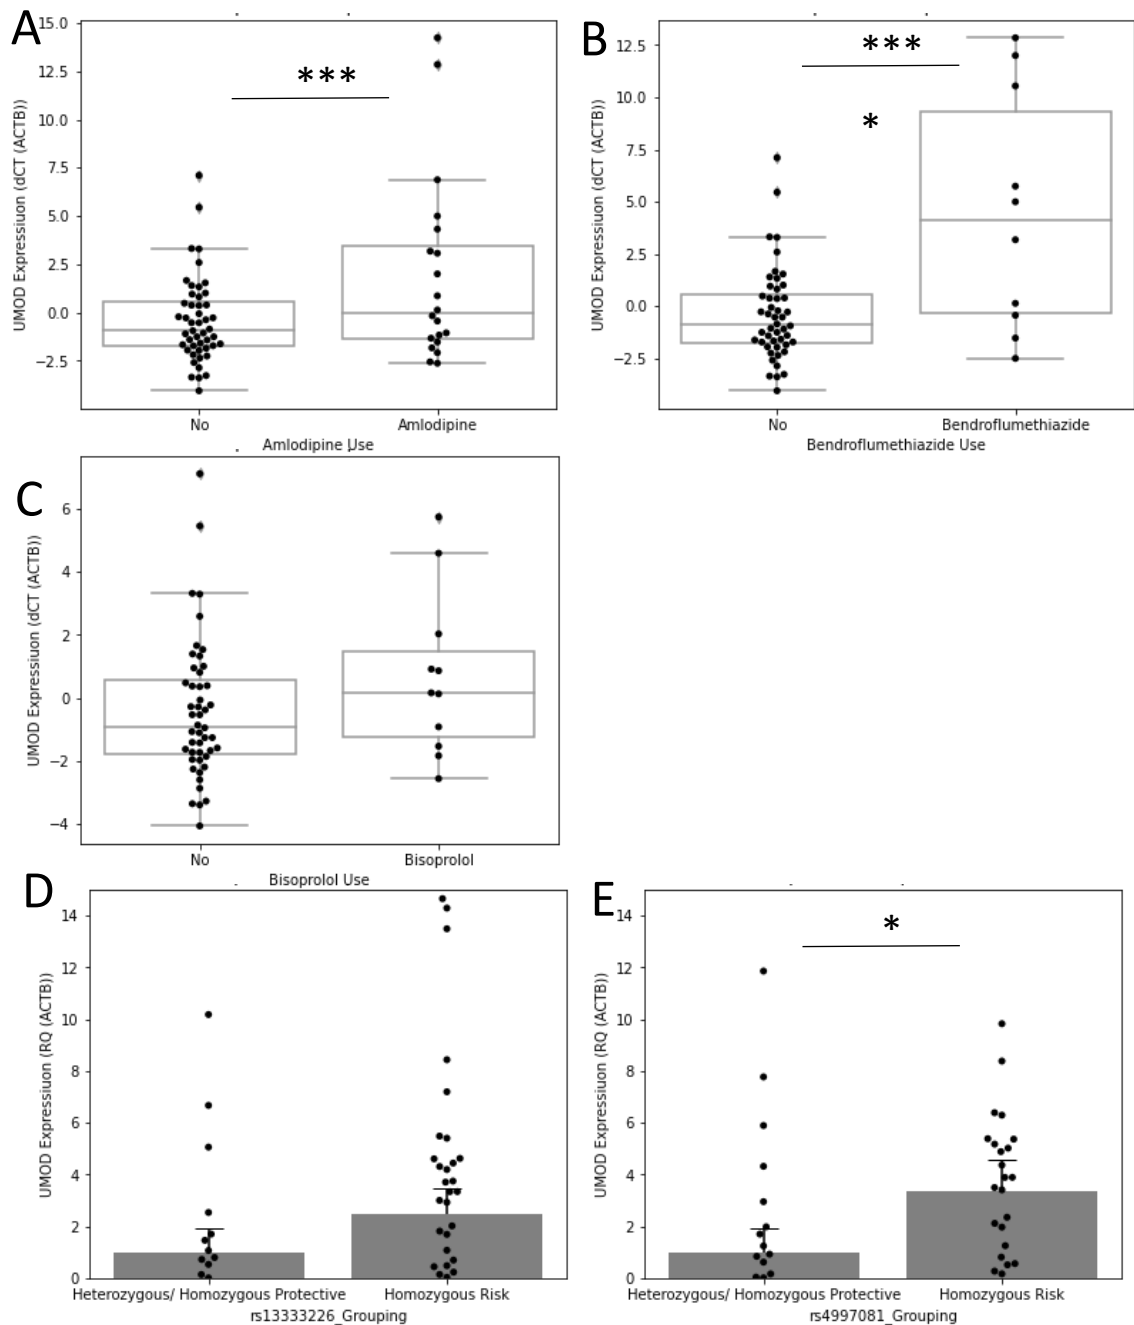 A
15.0
12.5
10.0
7.5
5.0
2.5
0.0
−2.5
UMOD Expressiuon (dCT (ACTB))
***
No
Amlodipine
Amlodipine Use
B
12.5
10.0
7.5
5.0
2.5
0.0
−2.5
UMOD Expressiuon (dCT (ACTB))
***
*
No
Bendroflumethiazide
Bendroflumethiazide Use
C
6
4
2
0
−2
−4
UMOD Expressiuon (dCT (ACTB))
No
Bisoprolol
Bisoprolol Use
D
14
12
10
8
6
4
2
0
UMOD Expressiuon (RQ (ACTB))
Heterozygous/ Homozygous Protective
Homozygous Risk
rs13333226_Grouping
E
14
12
10
8
6
4
2
0
UMOD Expressiuon (RQ (ACTB))
*
Heterozygous/ Homozygous Protective
Homozygous Risk
rs4997081_Grouping